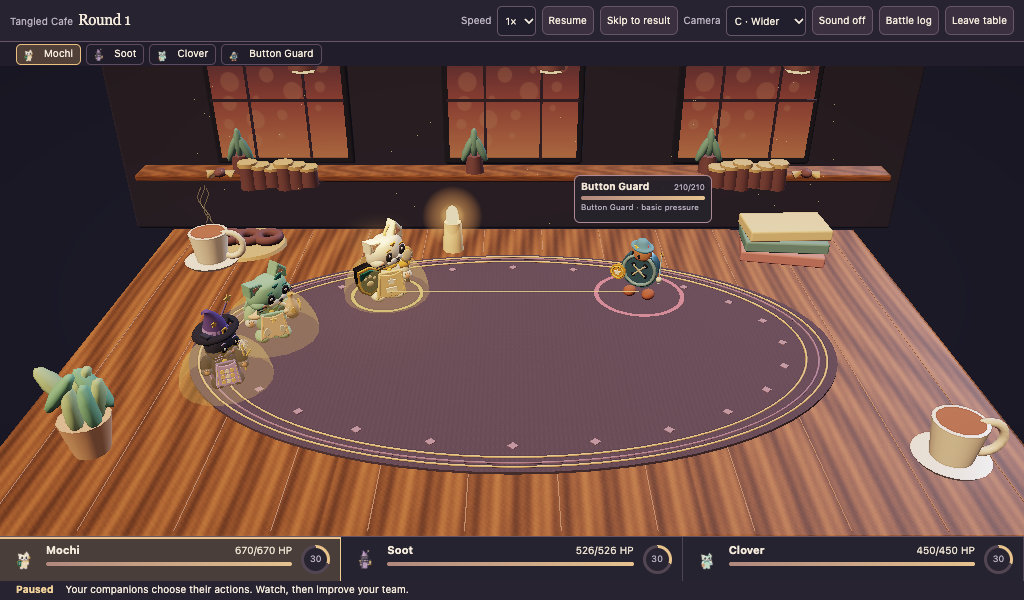 Tangled Cafe Round 1
Speed 1x Resume Skip to result Camera C · Wider Sound off Battle log Leave table
Mochi Soot Clover Button Guard
Button Guard 210/210
Button Guard · basic pressure
Mochi 670/670 HP 30
Soot 526/526 HP 30
Clover 450/450 HP 30
Paused Your companions choose their actions. Watch, then improve your team.